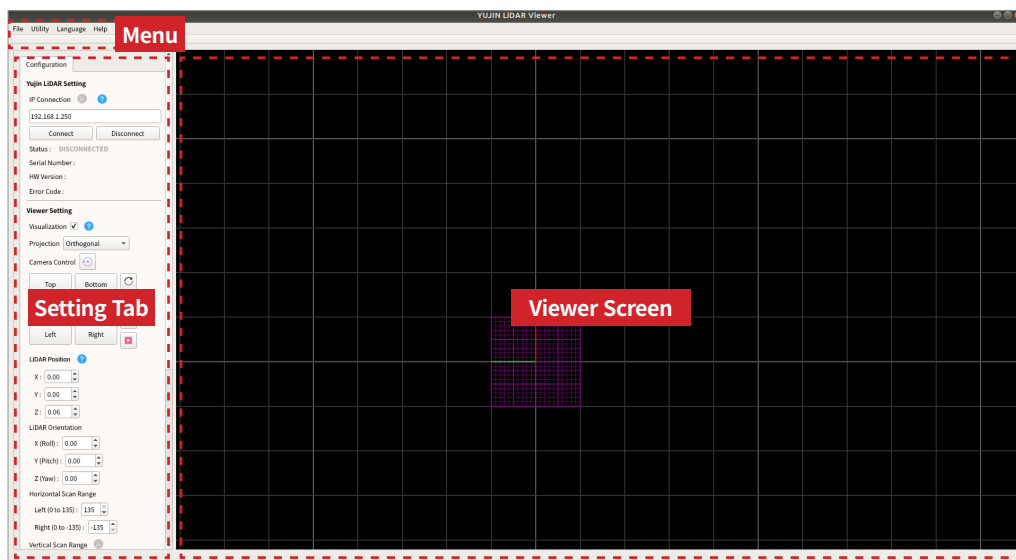 YUJIN LiDAR Viewer
File Utility Language Help
Menu
Configuration
Yujin LiDAR Setting
IP Connection ?
192.168.1.250
Connect Disconnect
Status : DISCONNECTED
Serial Number :
HW Version :
Error Code :
Viewer Setting
Visualization ?
Projection Orthogonal
Camera Control
Top Bottom
Setting Tab
Viewer Screen
Left Right
LiDAR Position ?
X : 0.00
Y : 0.00
Z : 0.06
LiDAR Orientation
X (Roll) : 0.00
Y (Pitch) : 0.00
Z (Yaw) : 0.00
Horizontal Scan Range
Left (0 to 135) : 135
Right (0 to -135) : -135
Vertical Scan Range